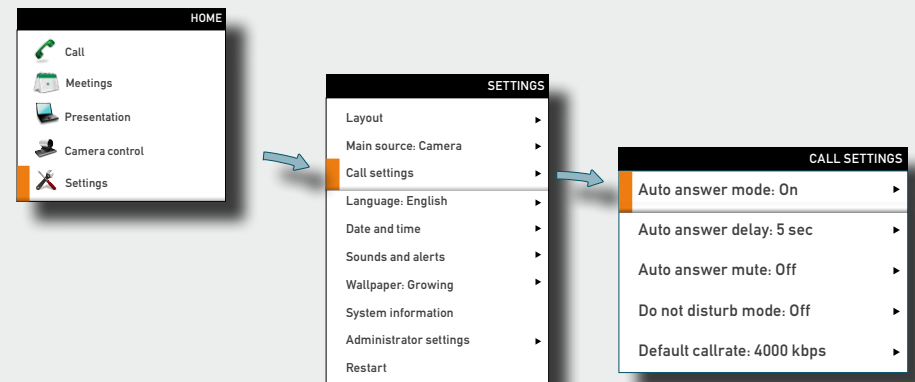 HOME
Call
Meetings
Presentation
Camera control
Settings
SETTINGS
Layout
Main source: Camera
Call settings
Language: English
Date and time
Sounds and alerts
Wallpaper: Growing
System information
Administrator settings
Restart
CALL SETTINGS
Auto answer mode: On
Auto answer delay: 5 sec
Auto answer mute: Off
Do not disturb mode: Off
Default callrate: 4000 kbps